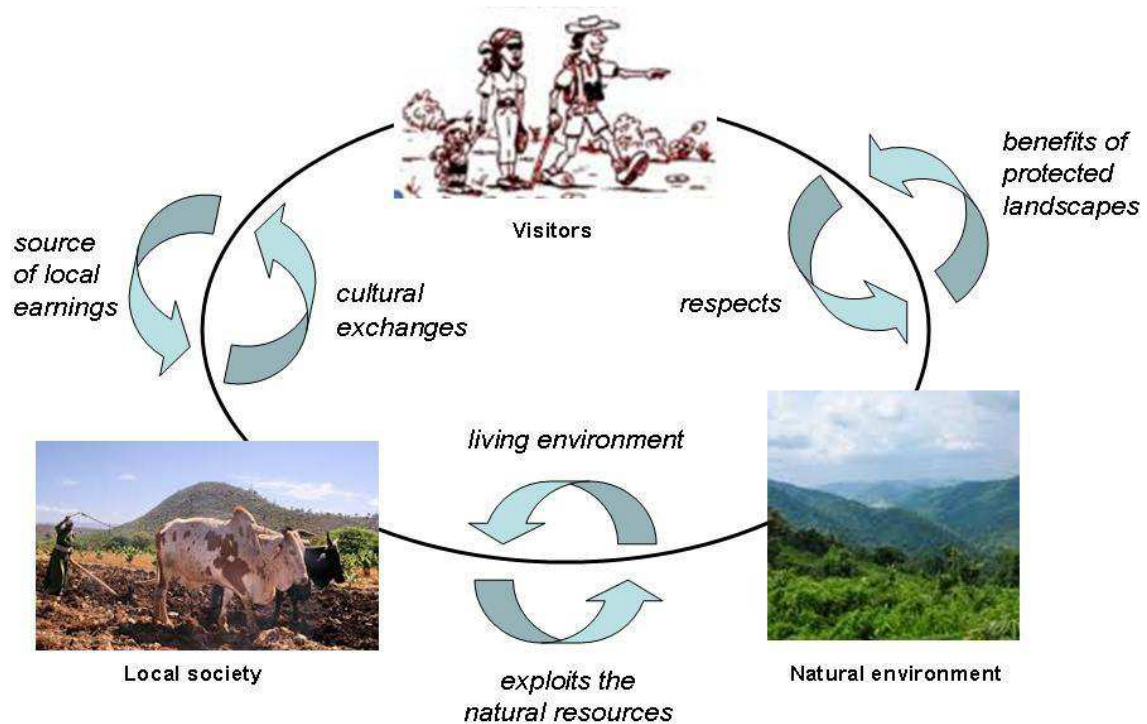 benefits of
protected
landscapes
Visitors
source
of local
earnings
cultural
exchanges
respects
living environment
Local society
Natural environment
exploits the
natural resources